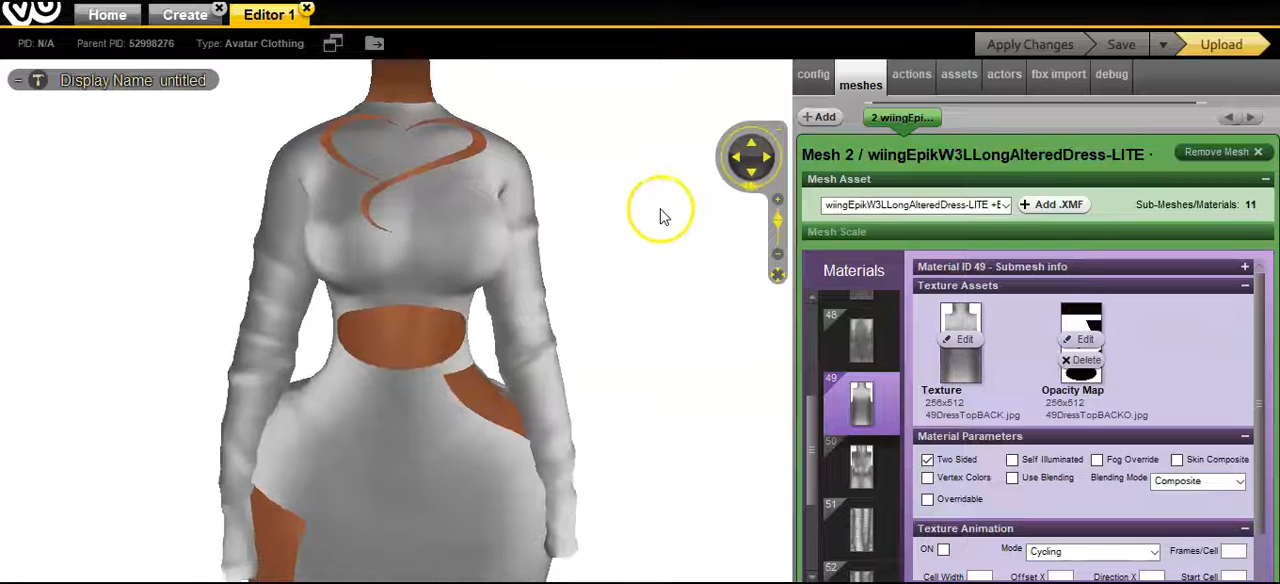 Home
Create
Editor 1
PID: N/A
Parent PID: 52998276
Type: Avatar Clothing
Apply Changes
Save
Upload
T
Display Name: untitled
config
meshes
actions
assets
actors
fbx import
debug
+ Add
2 wiingEpi...
Mesh 2 / wiingEpikW3LLongAlteredDress-LITE ·
Remove Mesh ×
Mesh Asset
wiingEpikW3LLongAlteredDress-LITE +E
+ Add .XMF
Sub-Meshes/Materials: 11
Mesh Scale
Materials
48
49
50
51
52
Material ID 49 - Submesh info
Texture Assets
Edit
Edit
Delete
Texture
256x512
49DressTopBACK.jpg
Opacity Map
256x512
49DressTopBACKO.jpg
Material Parameters
Two Sided
Self Illuminated
Fog Override
Skin Composite
Vertex Colors
Use Blending
Blending Mode
Composite
Overridable
Texture Animation
ON
Mode
Cycling
Frames/Cell
Cell Width
Offset X
Direction X
Start Cell